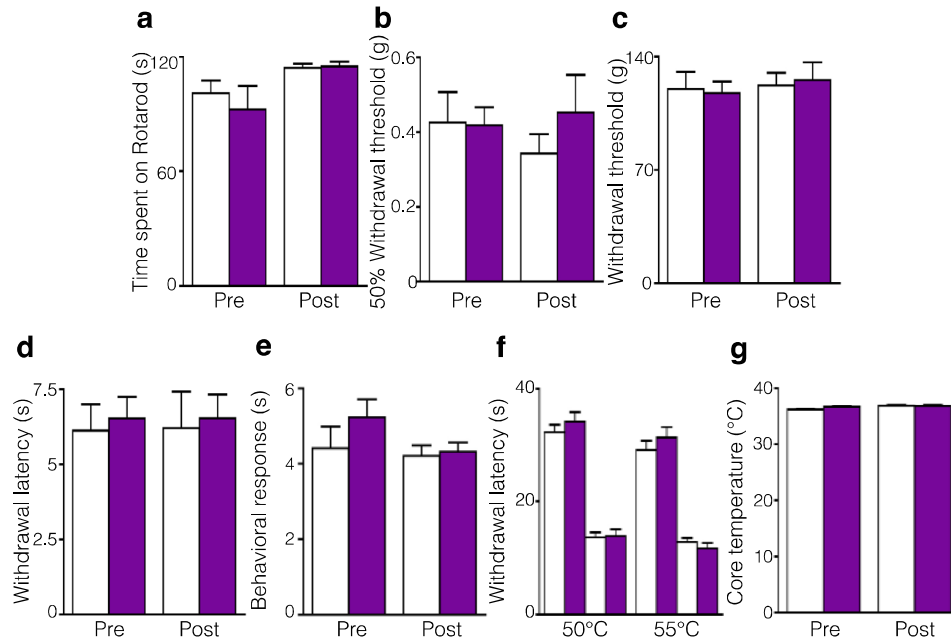 a
Time spent on Rotarod (s)
120
60
0
Pre
Post
b
50% Withdrawal threshold (g)
0.6
0.4
0.2
0
Pre
Post
c
Withdrawal threshold (g)
140
70
0
Pre
Post
d
Withdrawal latency (s)
7.5
5
2.5
0
Pre
Post
e
Behavioral response (s)
6
4
2
0
Pre
Post
f
Withdrawal latency (s)
40
20
0
50°C
55°C
g
Core temperature (°C)
40
30
20
10
0
Pre
Post